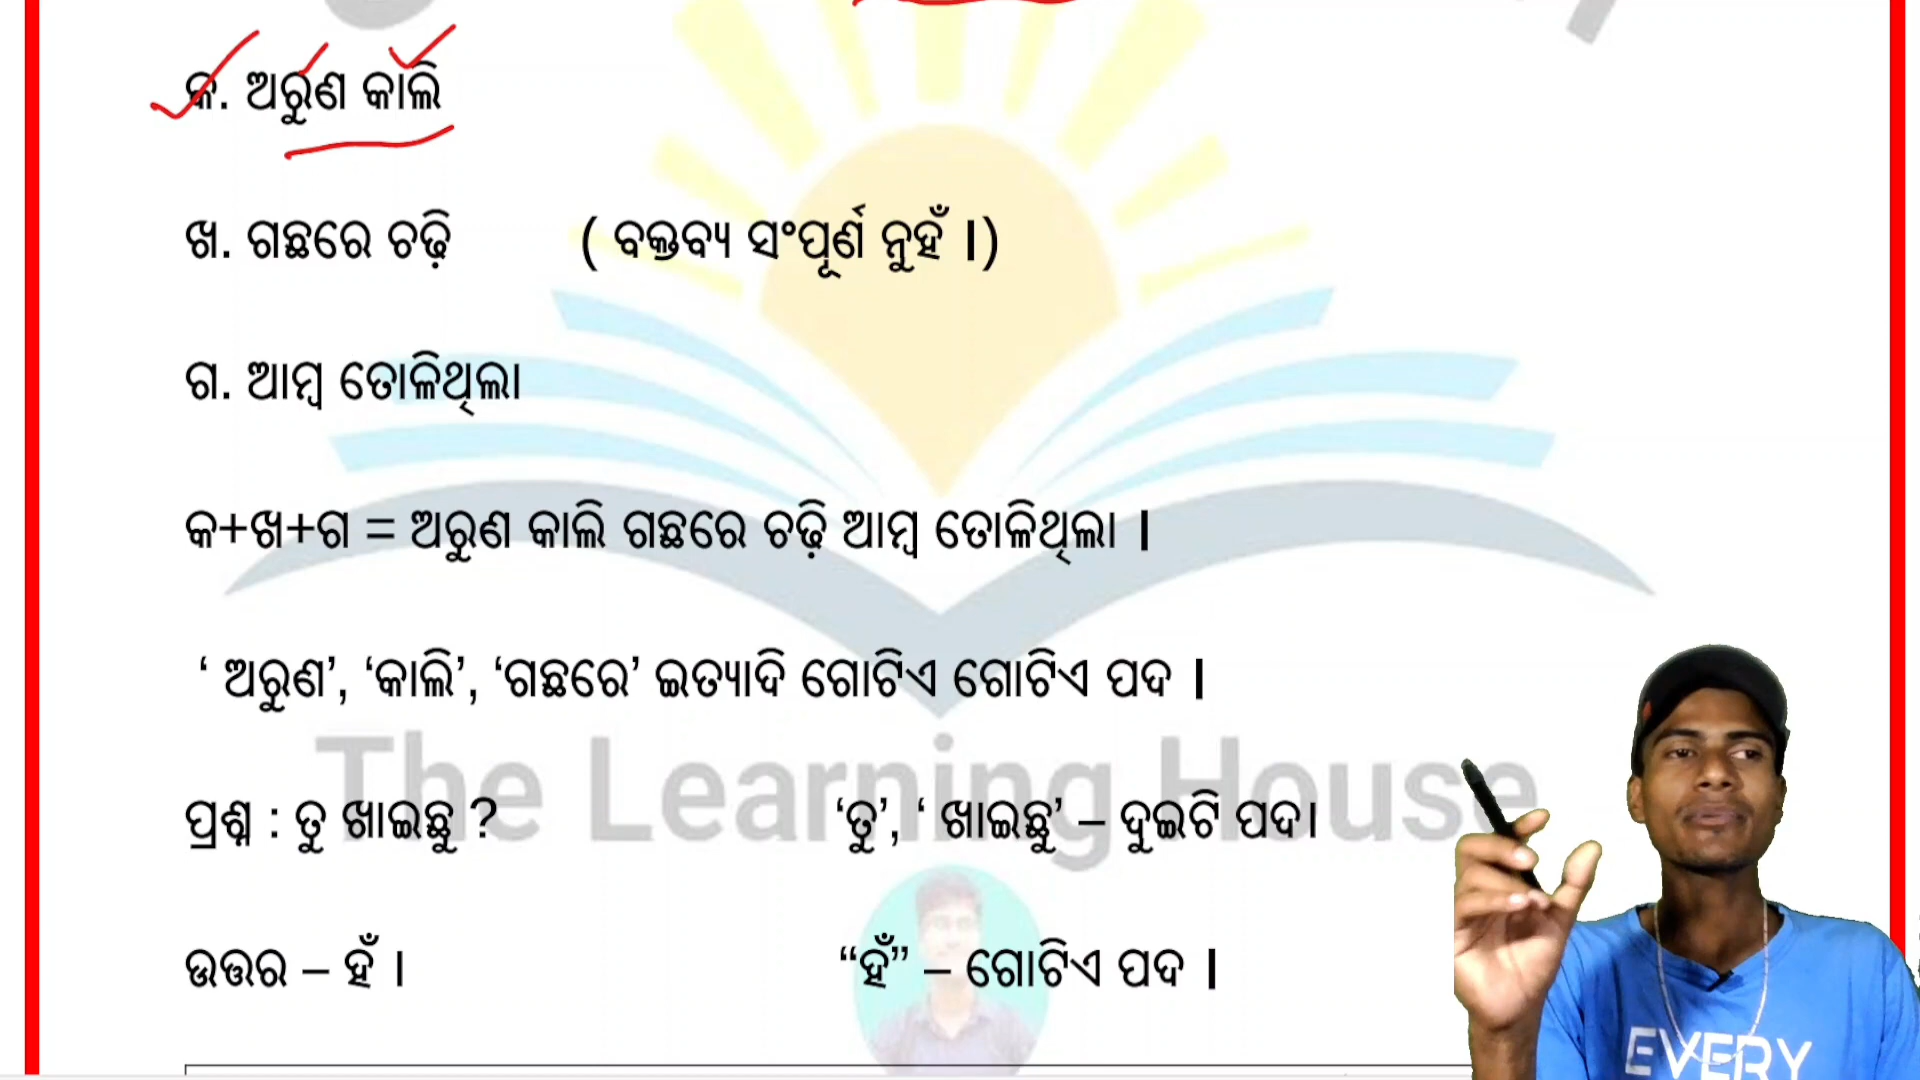 କ. ଅରୁଣ କାଲି
ଖ. ଗଛରେ ଚଢ଼ି ( ବକ୍ତବ୍ୟ ସଂପୂର୍ଣ ନୁହଁ ।)
ଗ. ଆମ୍ବ ତୋଳିଥିଲା
କ+ଖ+ଗ = ଅରୁଣ କାଲି ଗଛରେ ଚଢ଼ି ଆମ୍ବ ତୋଳିଥିଲା ।
‘ ଅରୁଣ’, ‘କାଲି’, ‘ଗଛରେ’ ଇତ୍ୟାଦି ଗୋଟିଏ ଗୋଟିଏ ପଦ ।
The Learning House
ପ୍ରଶ୍ନ : ତୁ ଖାଇଛୁ ? ‘ତୁ’, ‘ ଖାଇଛୁ’ – ଦୁଇଟି ପଦ।
ଉତ୍ତର – ହଁ । “ହଁ” – ଗୋଟିଏ ପଦ ।
EVERY